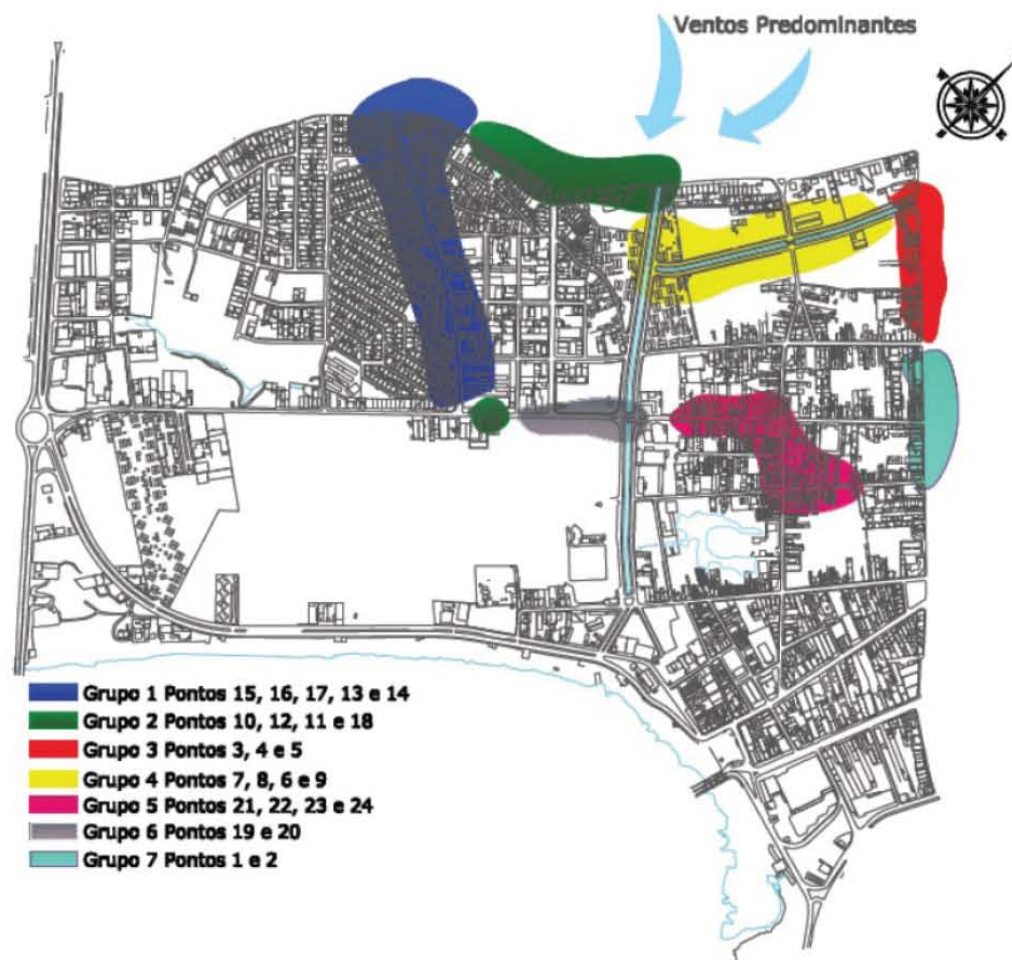 Ventos Predominantes
Grupo 1 Pontos 15, 16, 17, 13 e 14
Grupo 2 Pontos 10, 12, 11 e 18
Grupo 3 Pontos 3, 4 e 5
Grupo 4 Pontos 7, 8, 6 e 9
Grupo 5 Pontos 21, 22, 23 e 24
Grupo 6 Pontos 19 e 20
Grupo 7 Pontos 1 e 2